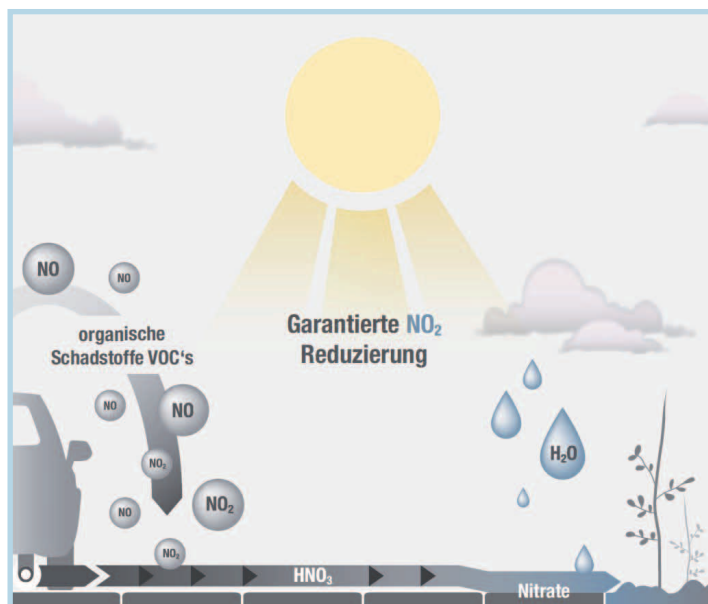 NO
NO
organische
Schadstoffe VOC‘s
Garantierte NO₂
Reduzierung
NO
NO
NO₂
NO
NO₂
NO₂
H₂O
HNO₃
Nitrate